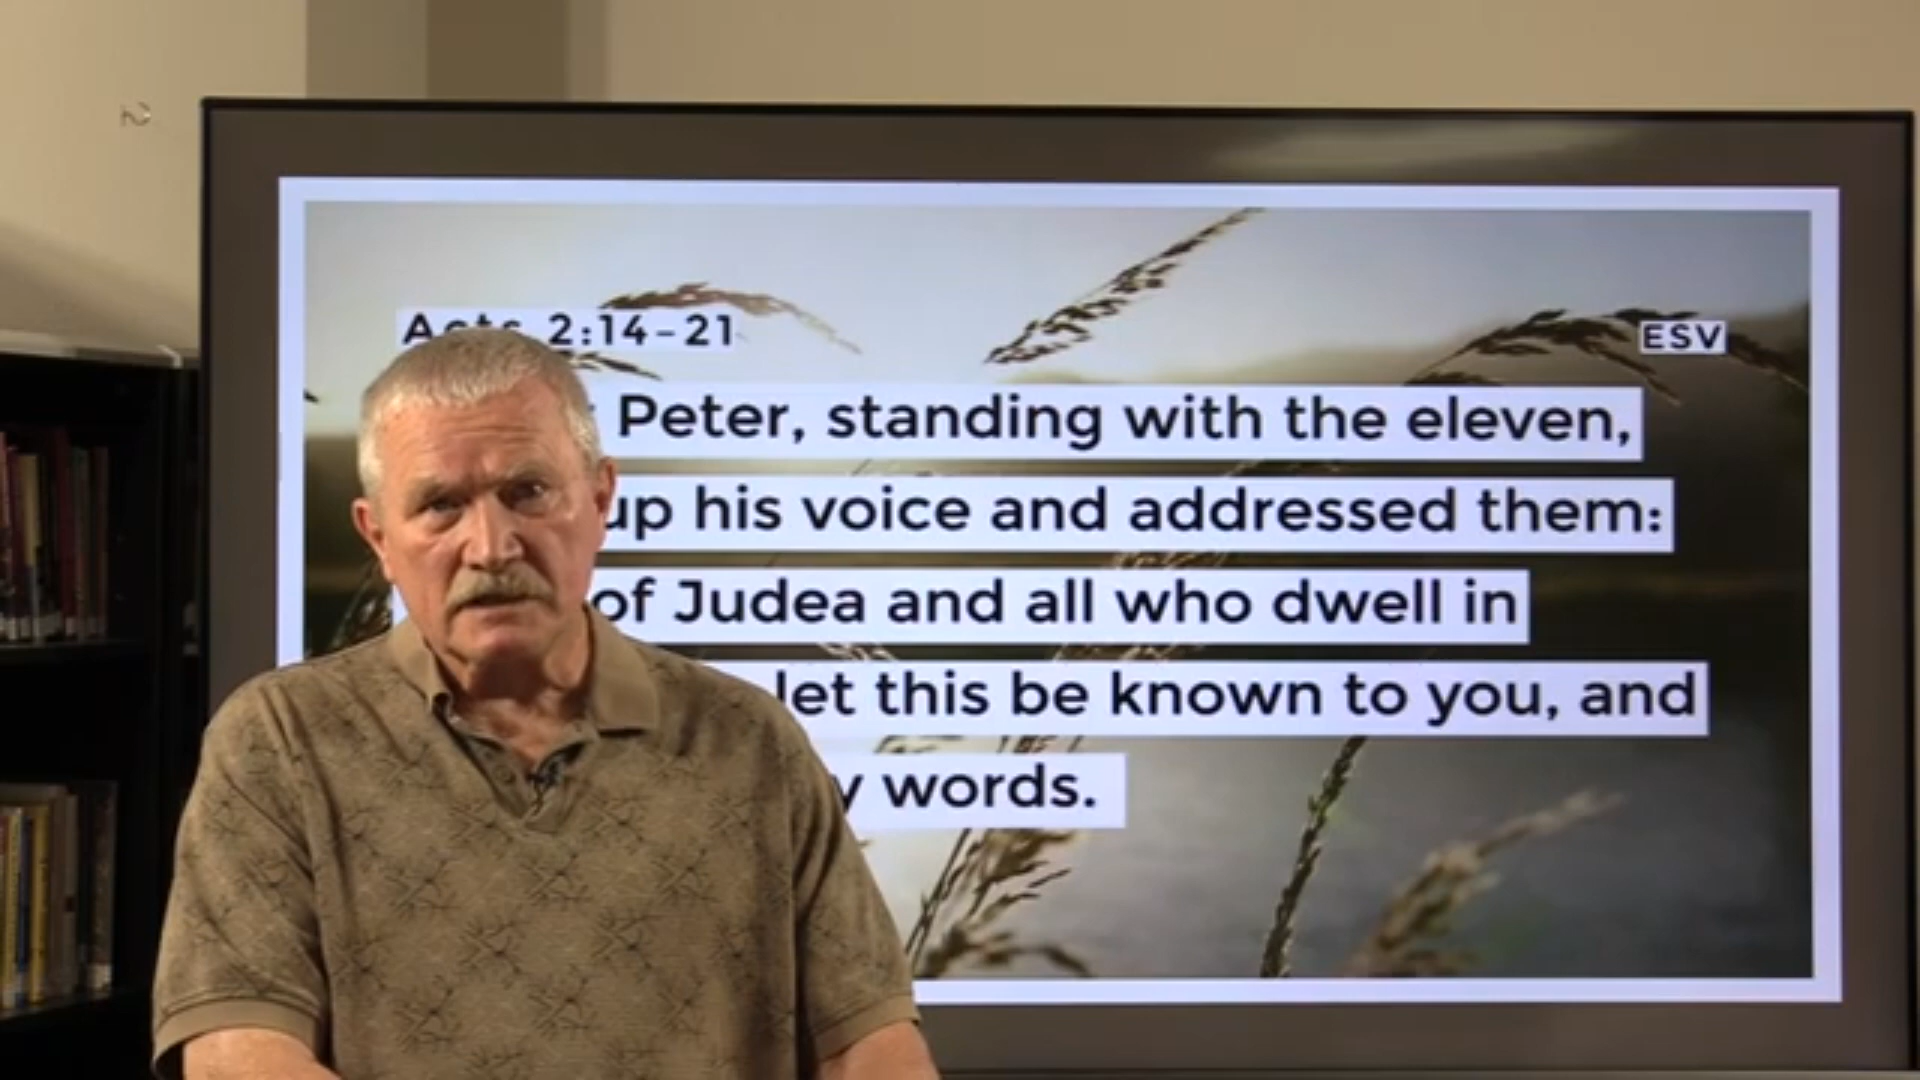 Acts 2:14-21
ESV
Peter, standing with the eleven,
up his voice and addressed them:
of Judea and all who dwell in
let this be known to you, and
words.